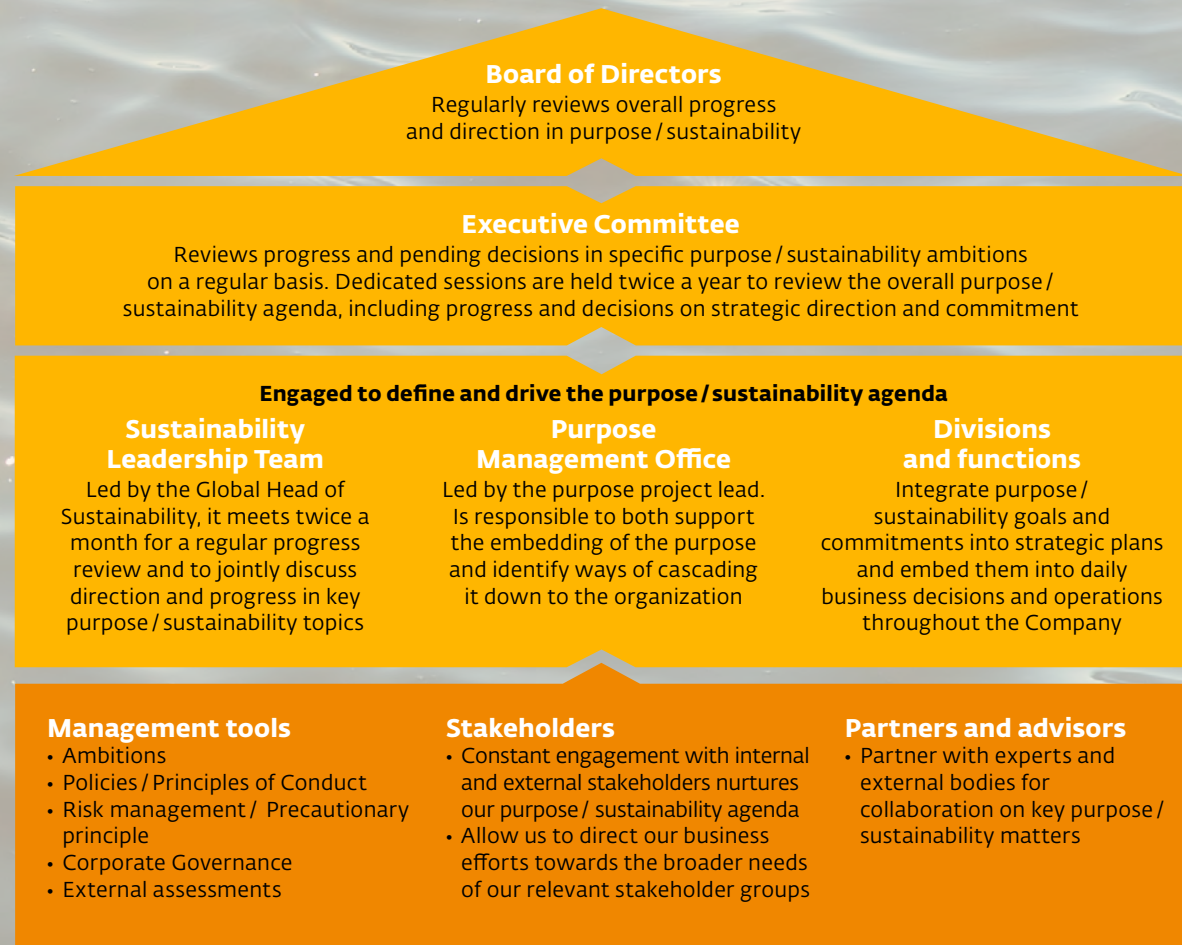 Board of Directors
Regularly reviews overall progress
and direction in purpose / sustainability
Executive Committee
Reviews progress and pending decisions in specific purpose / sustainability ambitions
on a regular basis. Dedicated sessions are held twice a year to review the overall purpose /
sustainability agenda, including progress and decisions on strategic direction and commitment
Engaged to define and drive the purpose / sustainability agenda
Sustainability
Leadership Team
Led by the Global Head of
Sustainability, it meets twice a
month for a regular progress
review and to jointly discuss
direction and progress in key
purpose / sustainability topics
Purpose
Management Office
Led by the purpose project lead.
Is responsible to both support
the embedding of the purpose
and identify ways of cascading
it down to the organization
Divisions
and functions
Integrate purpose /
sustainability goals and
commitments into strategic plans
and embed them into daily
business decisions and operations
throughout the Company
Management tools
• Ambitions
• Policies / Principles of Conduct
• Risk management / Precautionary
principle
• Corporate Governance
• External assessments
Stakeholders
• Constant engagement with internal
and external stakeholders nurtures
our purpose / sustainability agenda
• Allow us to direct our business
efforts towards the broader needs
of our relevant stakeholder groups
Partners and advisors
• Partner with experts and
external bodies for
collaboration on key purpose /
sustainability matters